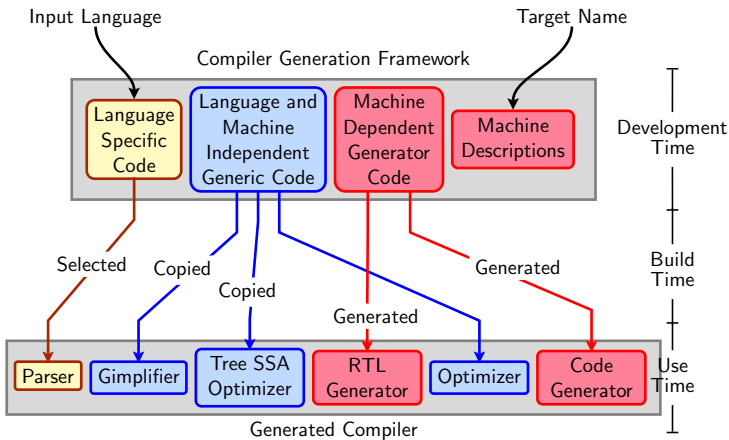 Input Language
Target Name
Compiler Generation Framework
Language
Specific
Code
Language and
Machine
Independent
Generic Code
Machine
Dependent
Generator
Code
Machine
Descriptions
Development
Time
Selected
Copied
Copied
Generated
Generated
Build
Time
Parser
Gimplifier
Tree SSA
Optimizer
RTL
Generator
Optimizer
Code
Generator
Use
Time
Generated Compiler